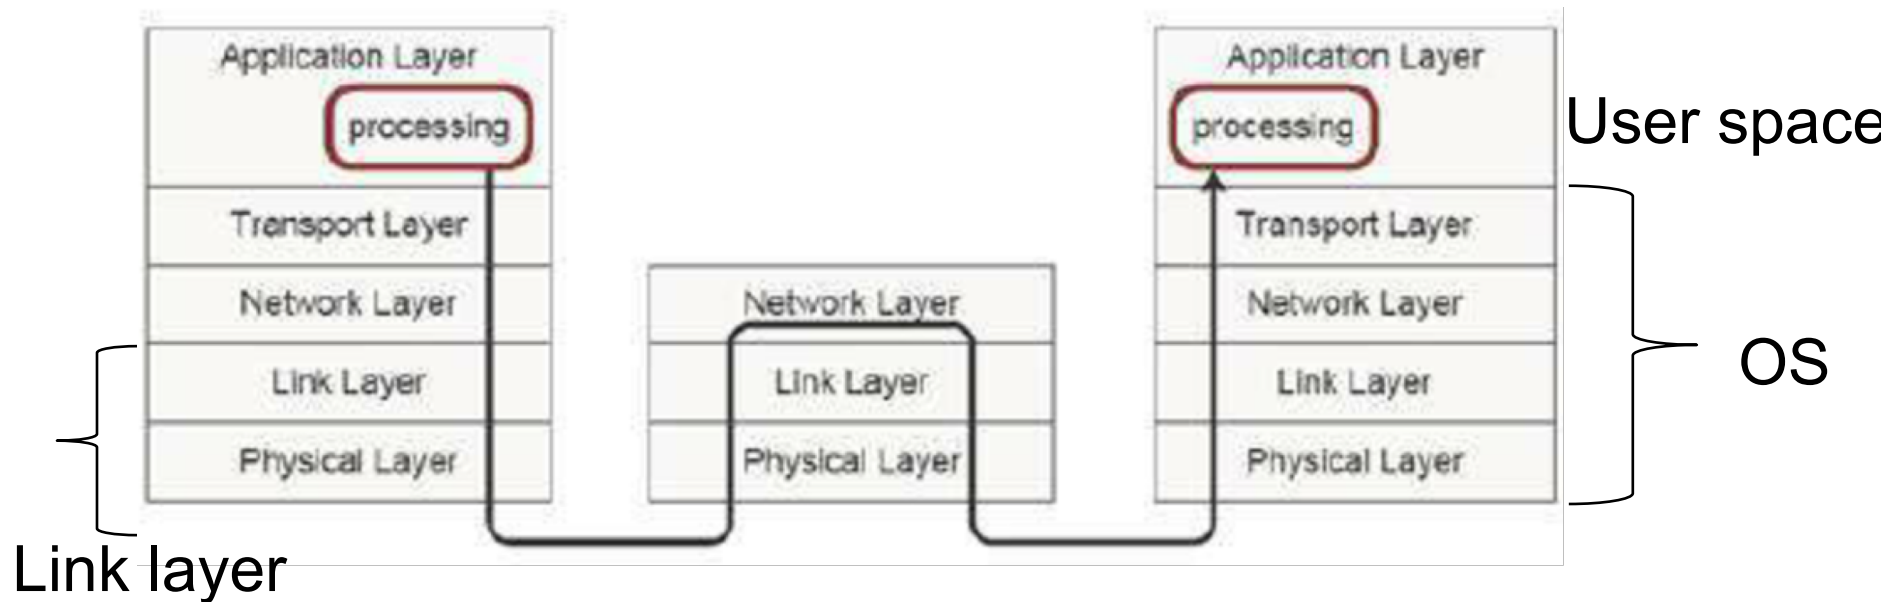 Application Layer
processing
Transport Layer
Network Layer
Link Layer
Physical Layer
Link layer
Network Layer
Link Layer
Physical Layer
Application Layer
processing
Transport Layer
Network Layer
Link Layer
Physical Layer
User space
OS